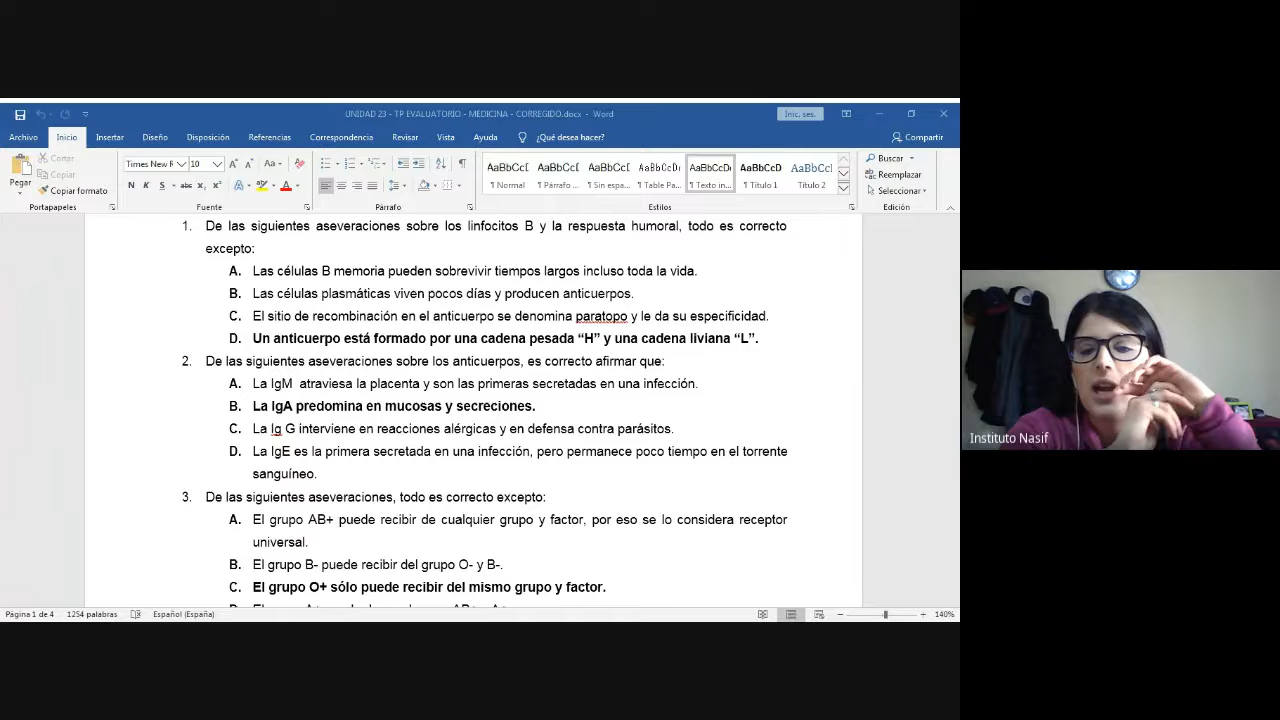 UNIDAD 23 - TP EVALUATORIO - MEDICINA - CORREGIDO.docx - Word
Inic. ses.
Archivo Inicio Insertar Diseño Disposición Referencias Correspondencia Revisar Vista Ayuda ¿Qué desea hacer? Compartir
Pegar
Cortar
Copiar
Copiar formato
Times New R 10
AaBbCcD AaBbCcD AaBbCcD AaBbCcDı AaBbCcDı AaBbCcD AaBbCcl
¶ Normal ¶ Párrafo ... ¶ Sin espa... ¶ Table Pa... ¶ Texto in... ¶ Título 1 Título 2
Buscar
Reemplazar
Seleccionar
Portapapeles Fuente Párrafo Estilos Edición
1. De las siguientes aseveraciones sobre los linfocitos B y la respuesta humoral, todo es correcto
excepto:
A. Las células B memoria pueden sobrevivir tiempos largos incluso toda la vida.
B. Las células plasmáticas viven pocos días y producen anticuerpos.
C. El sitio de recombinación en el anticuerpo se denomina paratopo y le da su especificidad.
D. Un anticuerpo está formado por una cadena pesada “H” y una cadena liviana “L”.
2. De las siguientes aseveraciones sobre los anticuerpos, es correcto afirmar que:
A. La IgM atraviesa la placenta y son las primeras secretadas en una infección.
B. La IgA predomina en mucosas y secreciones.
C. La Ig G interviene en reacciones alérgicas y en defensa contra parásitos.
D. La IgE es la primera secretada en una infección, pero permanece poco tiempo en el torrente
sanguíneo.
3. De las siguientes aseveraciones, todo es correcto excepto:
A. El grupo AB+ puede recibir de cualquier grupo y factor, por eso se lo considera receptor
universal.
B. El grupo B- puede recibir del grupo O- y B-.
C. El grupo O+ sólo puede recibir del mismo grupo y factor.
Página 1 de 4 1254 palabras Español (España) 140%
Instituto Nasif